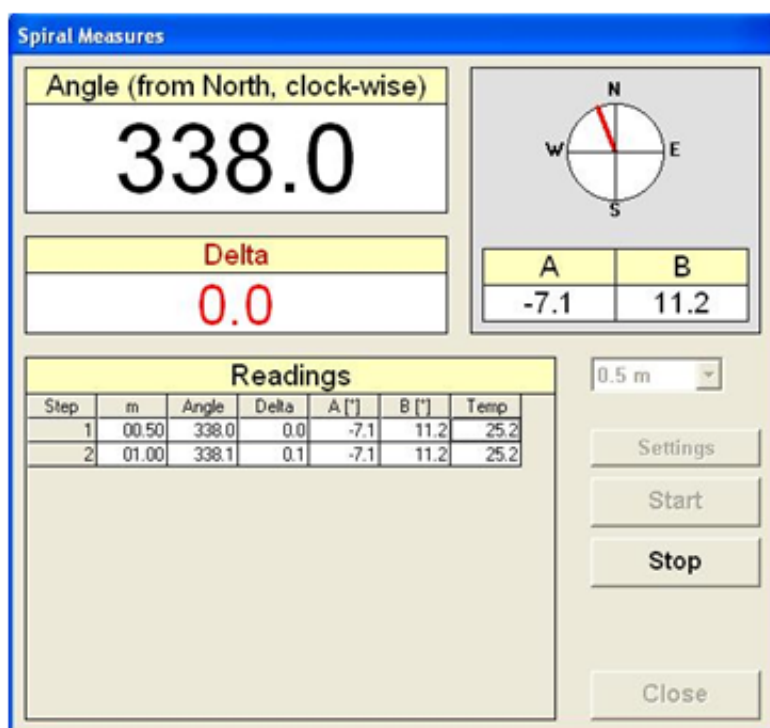 Spiral Measures
Angle (from North, clock-wise)
338.0
Delta
0.0
N
W E
S
A B
-7.1 11.2
Readings
Step m Angle Delta A [°] B [°] Temp
1 00.50 338.0 0.0 -7.1 11.2 25.2
2 01.00 338.1 0.1 -7.1 11.2 25.2
0.5 m
Settings
Start
Stop
Close